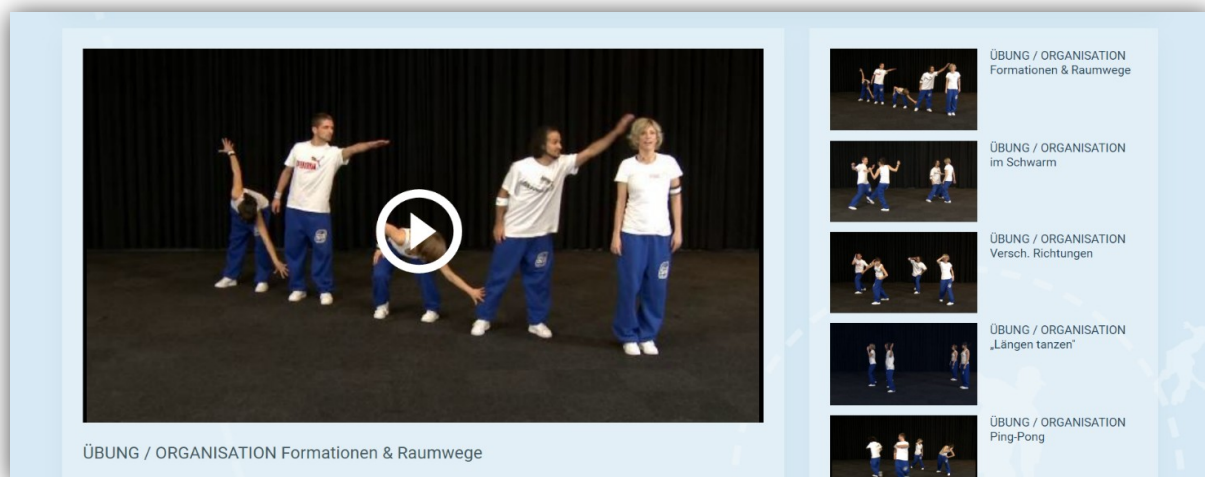 ÜBUNG / ORGANISATION Formationen & Raumwege
ÜBUNG / ORGANISATION
Formationen & Raumwege
ÜBUNG / ORGANISATION
im Schwarm
ÜBUNG / ORGANISATION
Versch. Richtungen
ÜBUNG / ORGANISATION
„Längen tanzen"
ÜBUNG / ORGANISATION
Ping-Pong